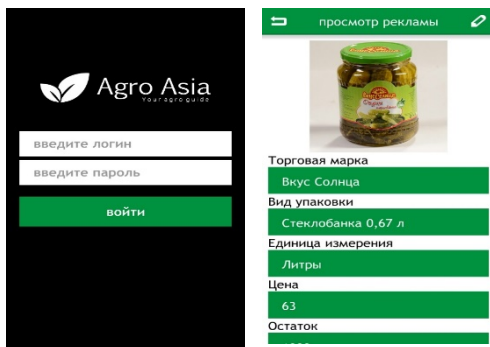 Agro Asia
Your agro guide
введите логин
введите пароль
войти
просмотр рекламы
Торговая марка
Вкус Солнца
Вид упаковки
Стеклобанка 0,67 л
Единица измерения
Литры
Цена
63
Остаток